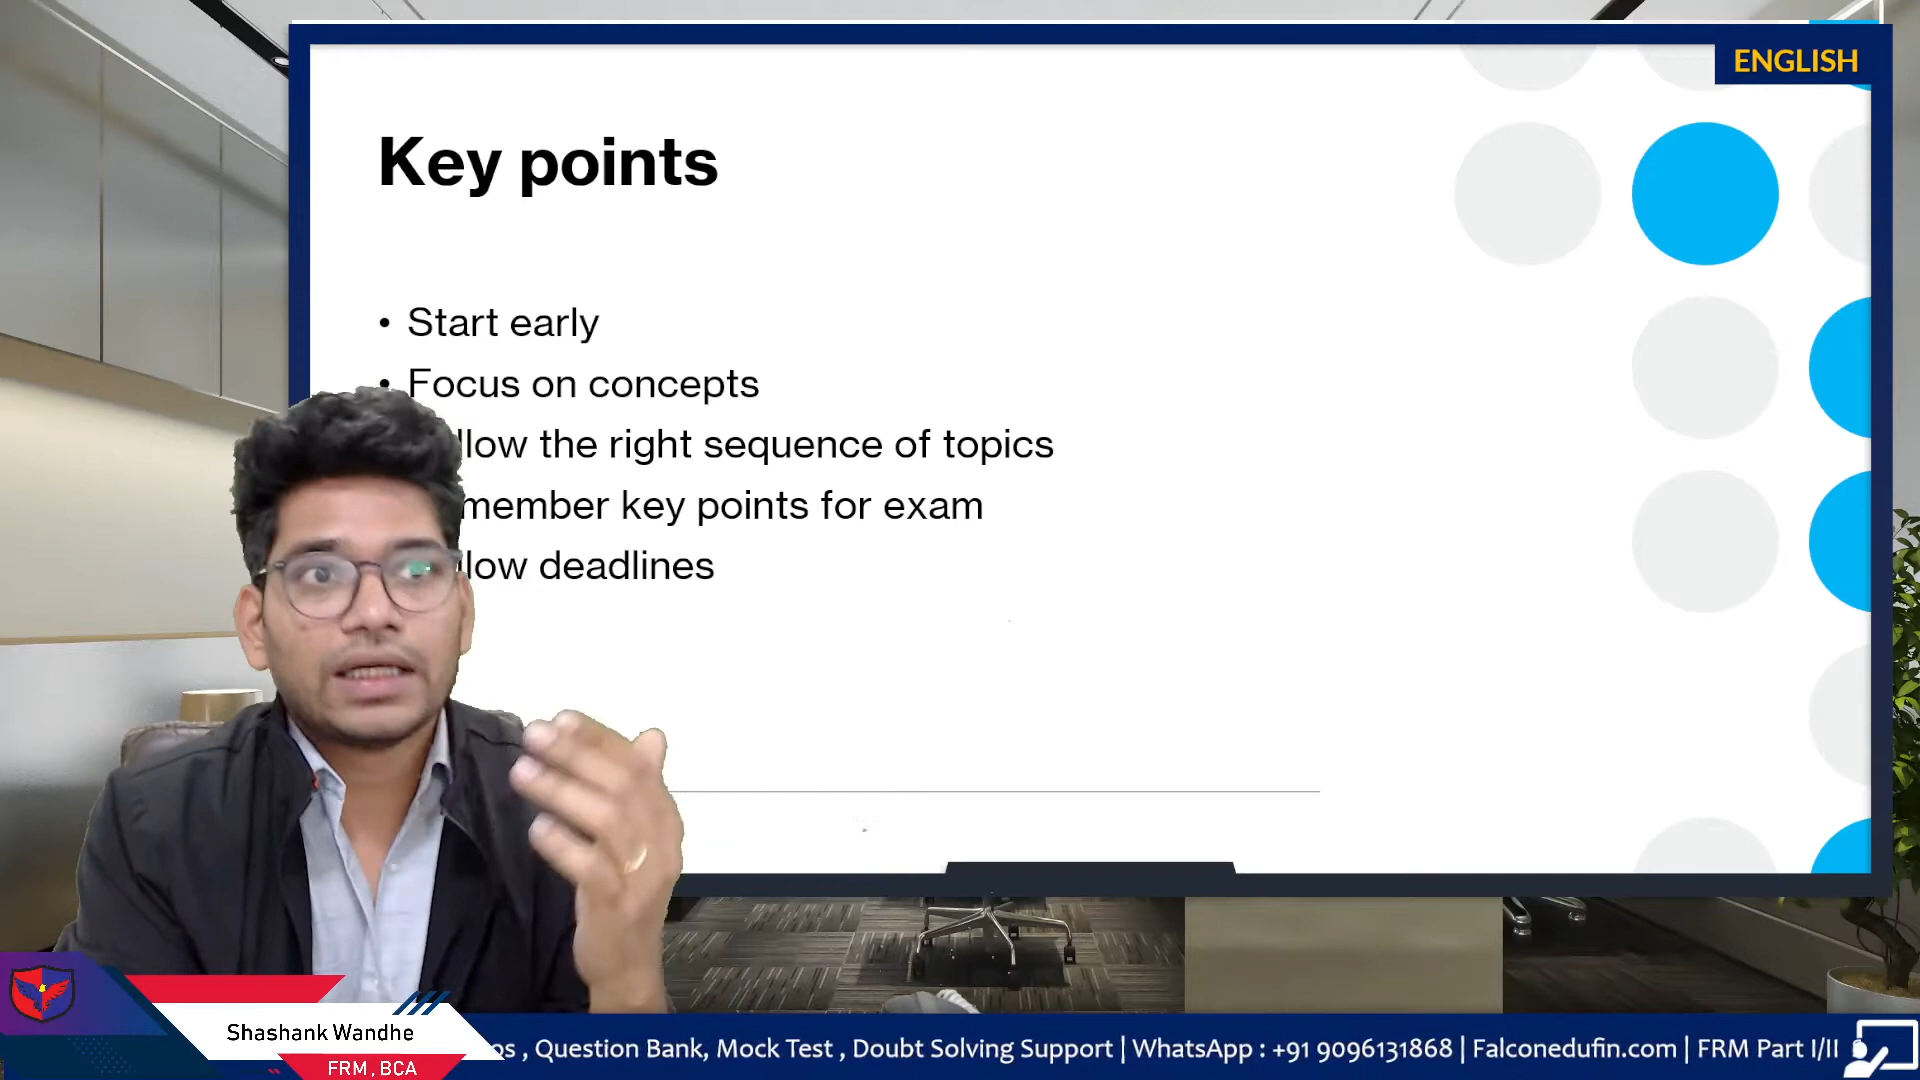 ENGLISH
Key points
• Start early
• Focus on concepts
llow the right sequence of topics
member key points for exam
llow deadlines
Shashank Wandhe
FRM, BCA
os , Question Bank, Mock Test , Doubt Solving Support | WhatsApp : +91 9096131868 | Falconedufin.com | FRM Part I/II